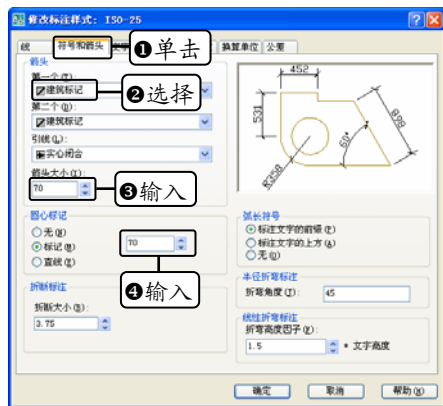 修改标注样式: ISO-25
线 符号和箭头 文字 换算单位 公差
❶单击
箭头
第一个(T):
建筑标记
❷选择
第二个(D):
建筑标记
引线(L):
实心闭合
箭头大小(I):
70
❸输入
圆心标记
无(N)
标记(M)
直线(E)
70
❹输入
折断标注
折断大小(B):
3.75
452
531
898
60°
R358
弧长符号
标注文字的前缀(P)
标注文字的上方(A)
无(O)
半径折弯标注
折弯角度(J): 45
线性折弯标注
折弯高度因子(F):
1.5 * 文字高度
确定 取消 帮助(H)